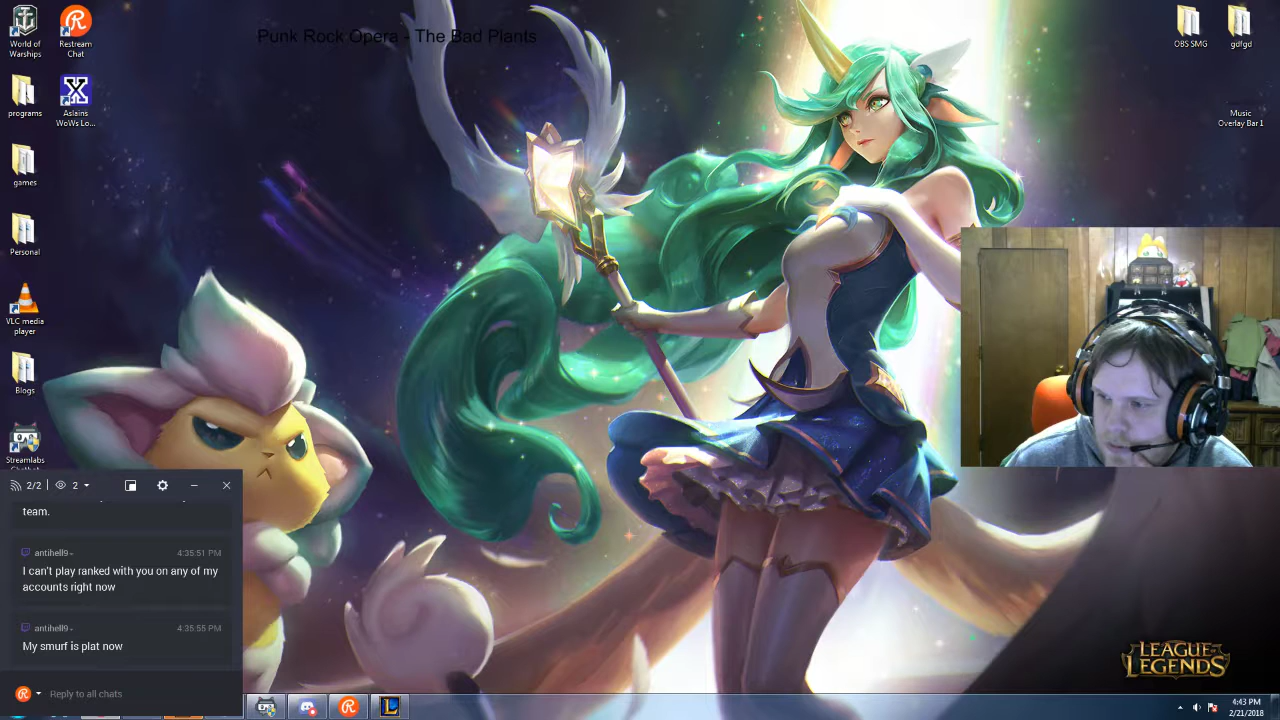 World of
Warships
Restream
Chat
programs
Aslains
WoWs Lo...
games
Personal
VLC media
player
Blogs
Streamlabs
Punk Rock Opera - The Bad Plants
OBS SMG
gdfgd
Music
Overlay Bar 1
2/2
2
team.
antihell9
4:35:51 PM
I can't play ranked with you on any of my
accounts right now
antihell9
4:35:55 PM
My smurf is plat now
Reply to all chats
LEAGUE OF
LEGENDS
4:43 PM
2/21/2018